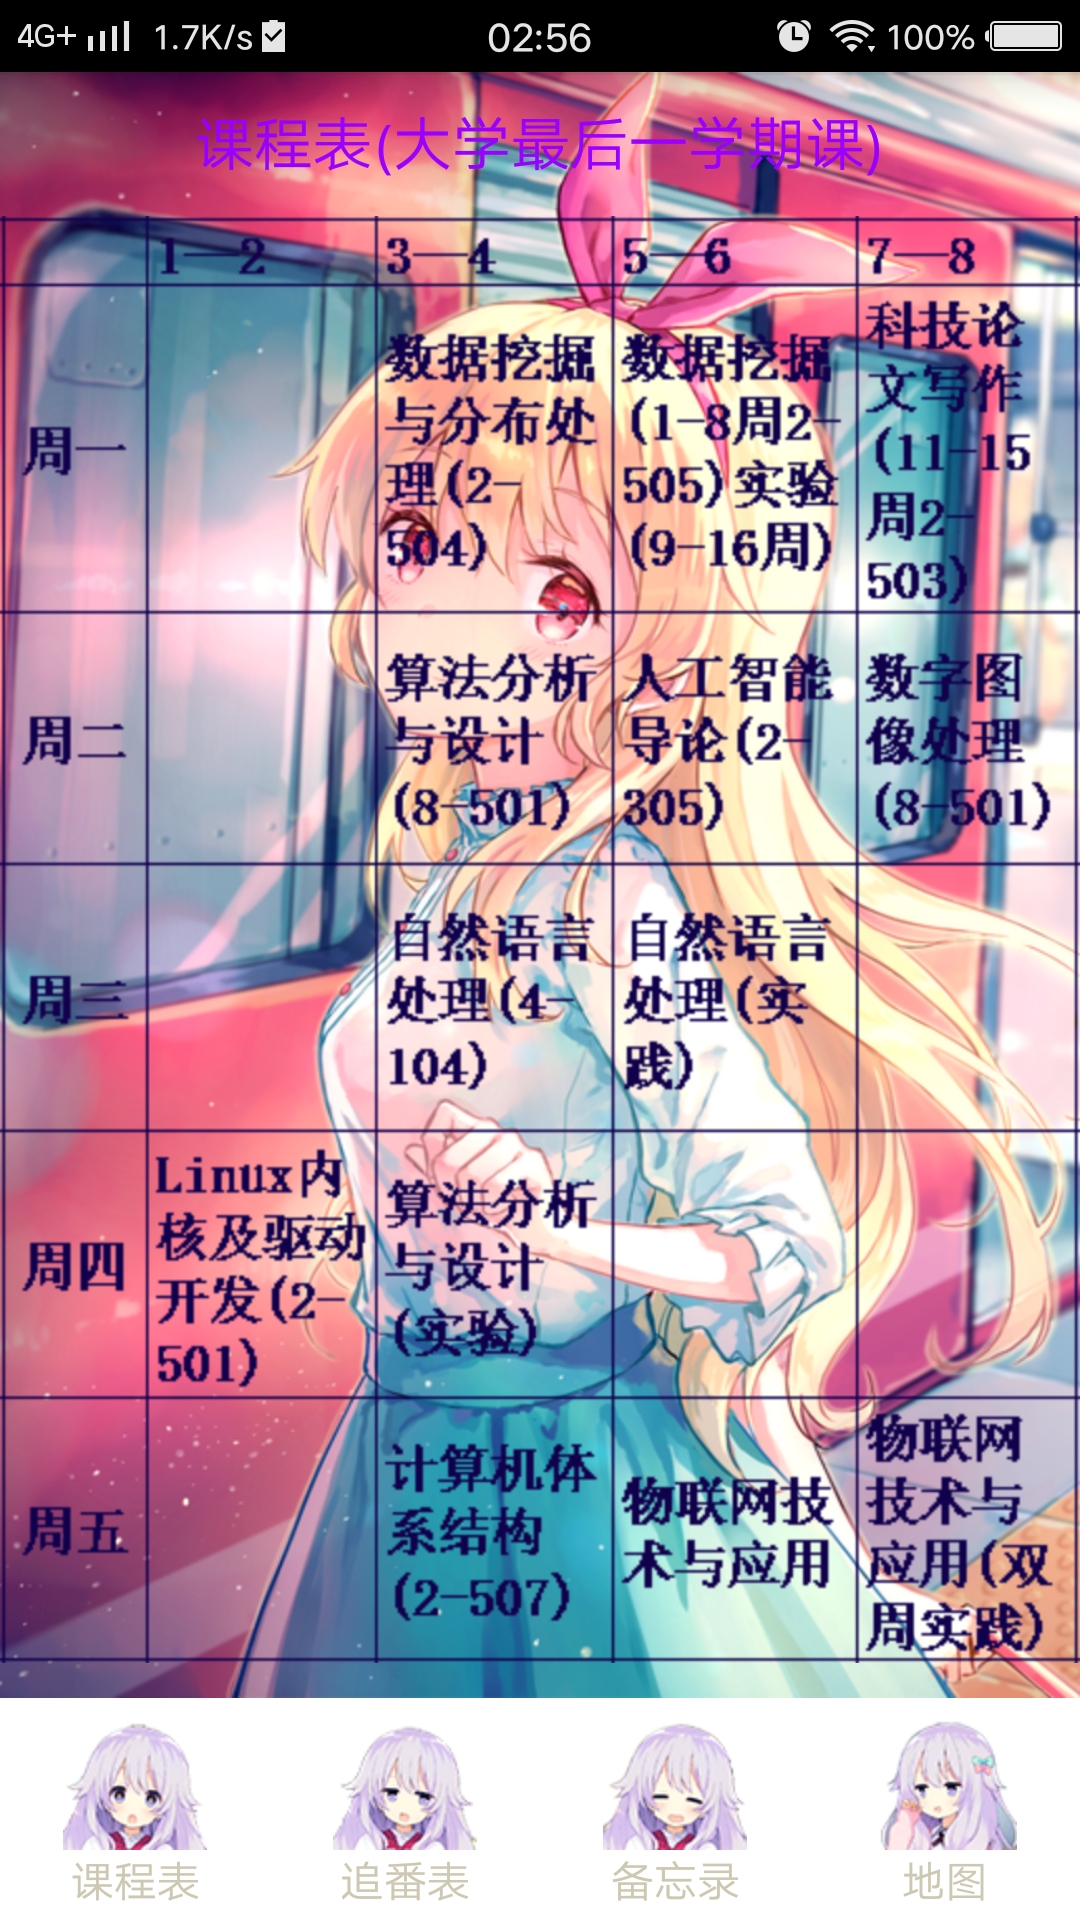 4G+ 1.7K/s 02:56 100%
课程表(大学最后一学期课)
1—2 3—4 5—6 7—8
周一
数据挖掘
与分布处
理(2-
504)
数据挖掘
(1-8周2-
505)实验
(9-16周)
科技论
文写作
(11-15
周2-
503)
周二
算法分析
与设计
(8-501)
人工智能
导论(2-
305)
数字图
像处理
(8-501)
周三
自然语言
处理(4-
104)
自然语言
处理(实
践)
周四
Linux内
核及驱动
开发(2-
501)
算法分析
与设计
(实验)
周五
计算机体
系结构
(2-507)
物联网技
术与应用
物联网
技术与
应用(双
周实践)
课程表 追番表 备忘录 地图